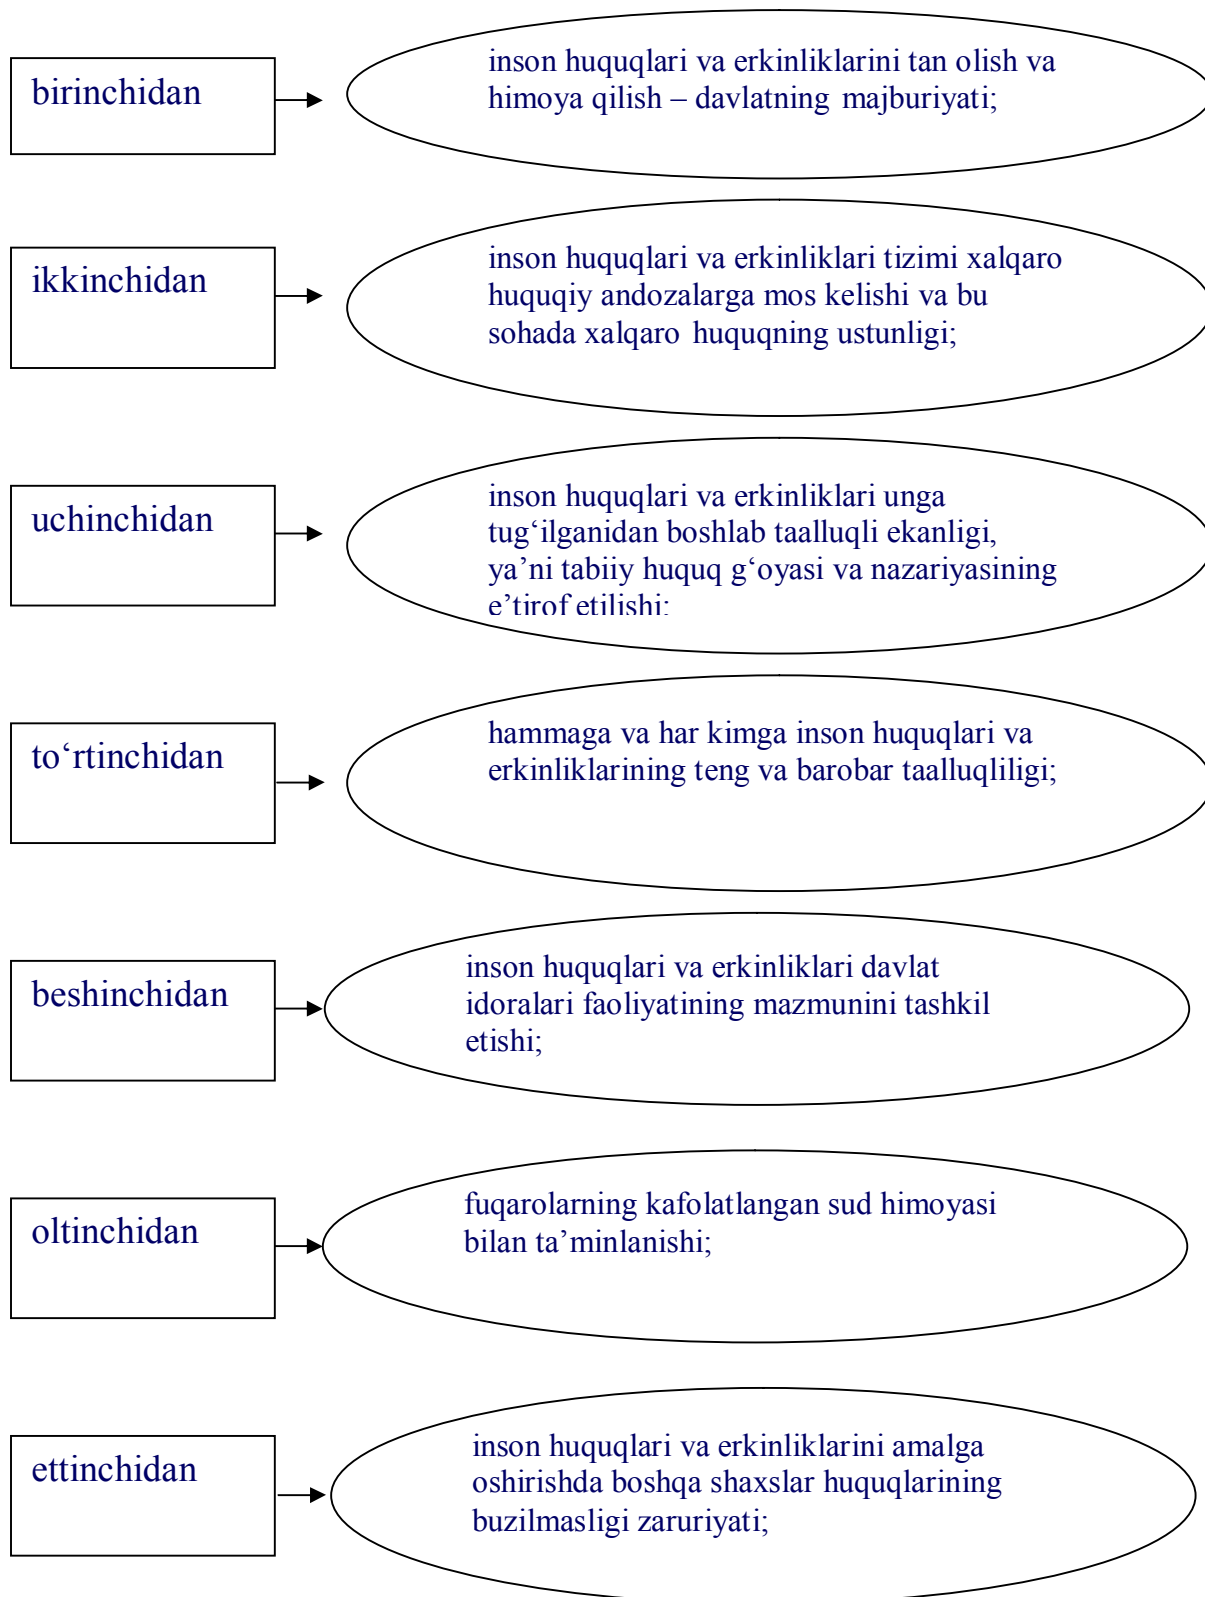 birinchidan
inson huquqlari va erkinliklarini tan olish va
himoya qilish – davlatning majburiyati;
ikkinchidan
inson huquqlari va erkinliklari tizimi xalqaro
huquqiy andozalarga mos kelishi va bu
sohada xalqaro huquqning ustunligi;
uchinchidan
inson huquqlari va erkinliklari unga
tug‘ilganidan boshlab taalluqli ekanligi,
ya’ni tabiiy huquq g‘oyasi va nazariyasining
e’tirof etilishi;
to‘rtinchidan
hammaga va har kimga inson huquqlari va
erkinliklarining teng va barobar taalluqliligi;
beshinchidan
inson huquqlari va erkinliklari davlat
idoralari faoliyatining mazmunini tashkil
etishi;
oltinchidan
fuqarolarning kafolatlangan sud himoyasi
bilan ta’minlanishi;
ettinchidan
inson huquqlari va erkinliklarini amalga
oshirishda boshqa shaxslar huquqlarining
buzilmasligi zaruriyati;